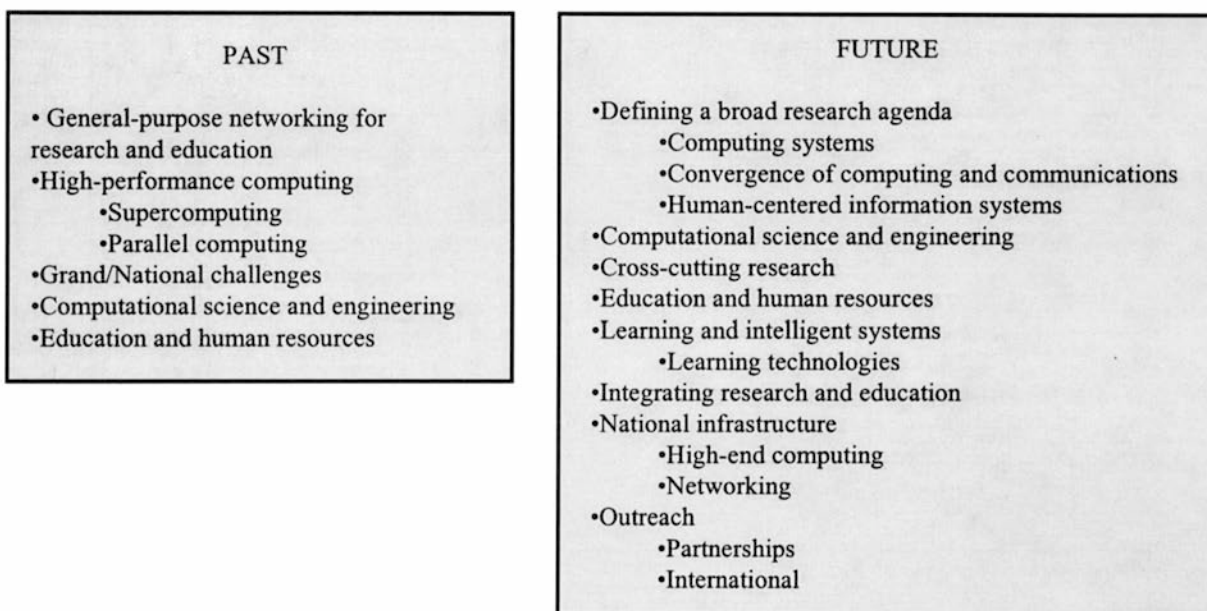 PAST
• General-purpose networking for
research and education
•High-performance computing
•Supercomputing
•Parallel computing
•Grand/National challenges
•Computational science and engineering
•Education and human resources
FUTURE
•Defining a broad research agenda
•Computing systems
•Convergence of computing and communications
•Human-centered information systems
•Computational science and engineering
•Cross-cutting research
•Education and human resources
•Learning and intelligent systems
•Learning technologies
•Integrating research and education
•National infrastructure
•High-end computing
•Networking
•Outreach
•Partnerships
•International